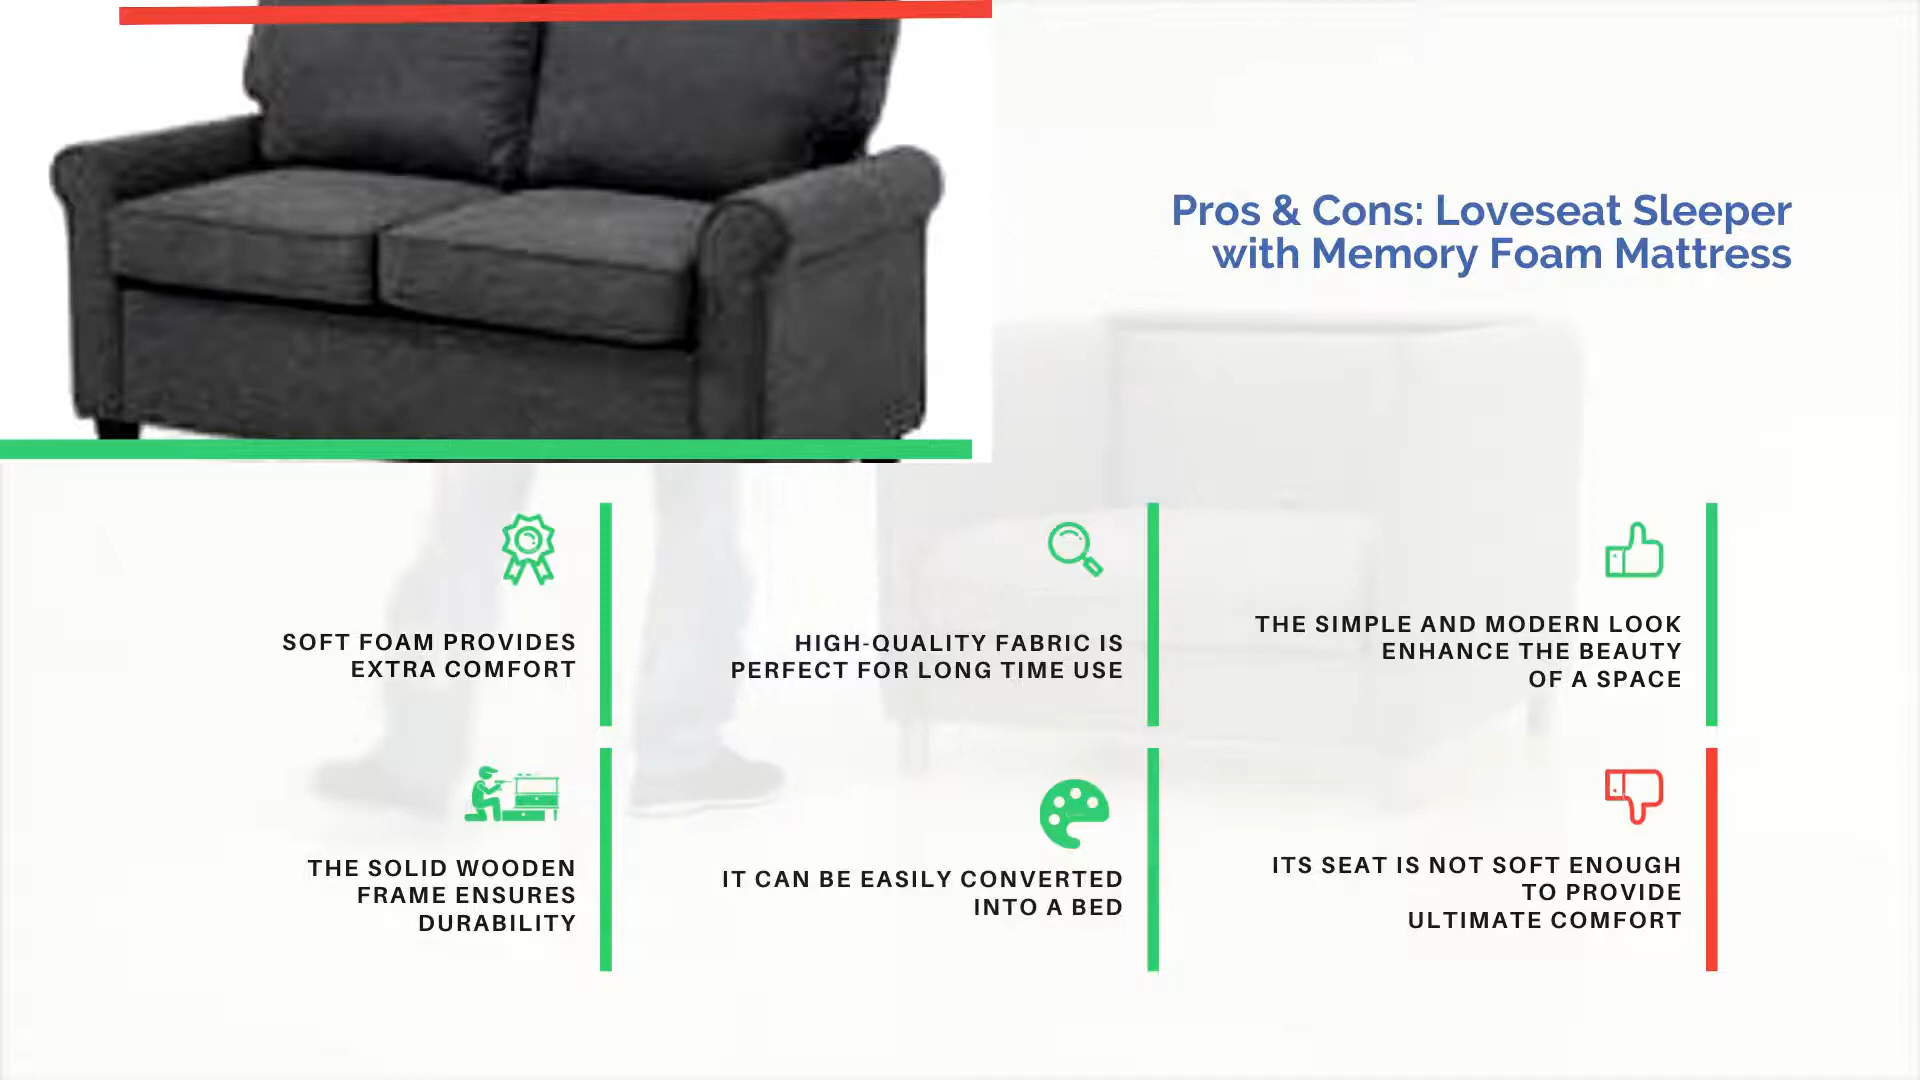 Pros & Cons: Loveseat Sleeper
with Memory Foam Mattress
SOFT FOAM PROVIDES
EXTRA COMFORT
HIGH-QUALITY FABRIC IS
PERFECT FOR LONG TIME USE
THE SIMPLE AND MODERN LOOK
ENHANCE THE BEAUTY
OF A SPACE
THE SOLID WOODEN
FRAME ENSURES
DURABILITY
IT CAN BE EASILY CONVERTED
INTO A BED
ITS SEAT IS NOT SOFT ENOUGH
TO PROVIDE
ULTIMATE COMFORT